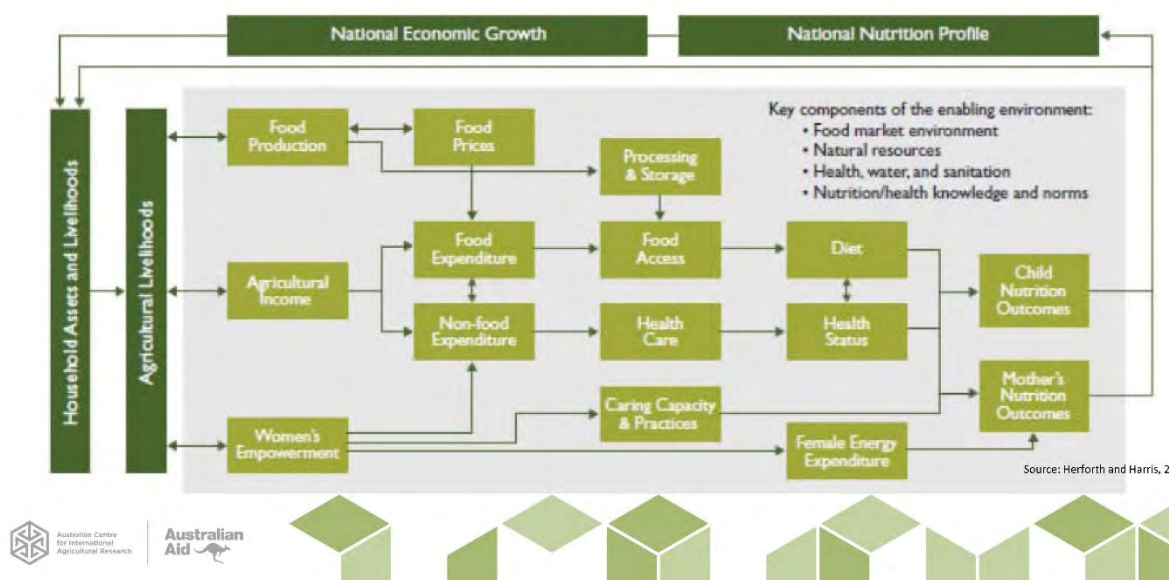 National Economic Growth
National Nutrition Profile
Household Assets and Livelihoods
Agricultural Livelihoods
Food
Production
Food
Prices
Processing
& Storage
Key components of the enabling environment:
• Food market environment
• Natural resources
• Health, water, and sanitation
• Nutrition/health knowledge and norms
Agricultural
Income
Food
Expenditure
Food
Access
Diet
Non-food
Expenditure
Health
Care
Health
Status
Child
Nutrition
Outcomes
Women's
Empowerment
Caring Capacity
& Practices
Female Energy
Expenditure
Mother's
Nutrition
Outcomes
Source: Herforth and Harris, 2
Australian Centre
for International
Agricultural Research
Australian
Aid